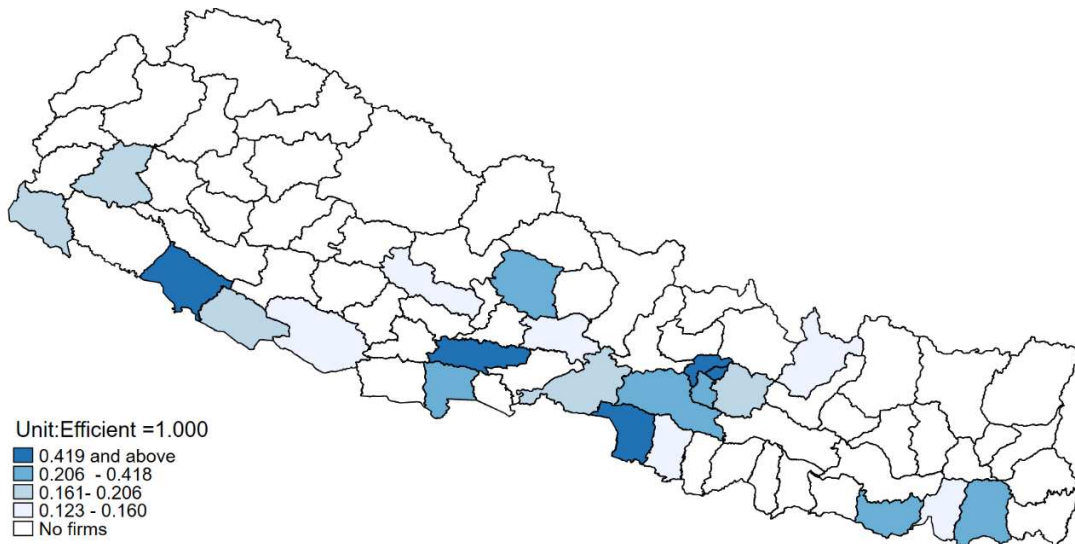 Unit:Efficient =1.000
0.419 and above
0.206 - 0.418
0.161- 0.206
0.123 - 0.160
No firms